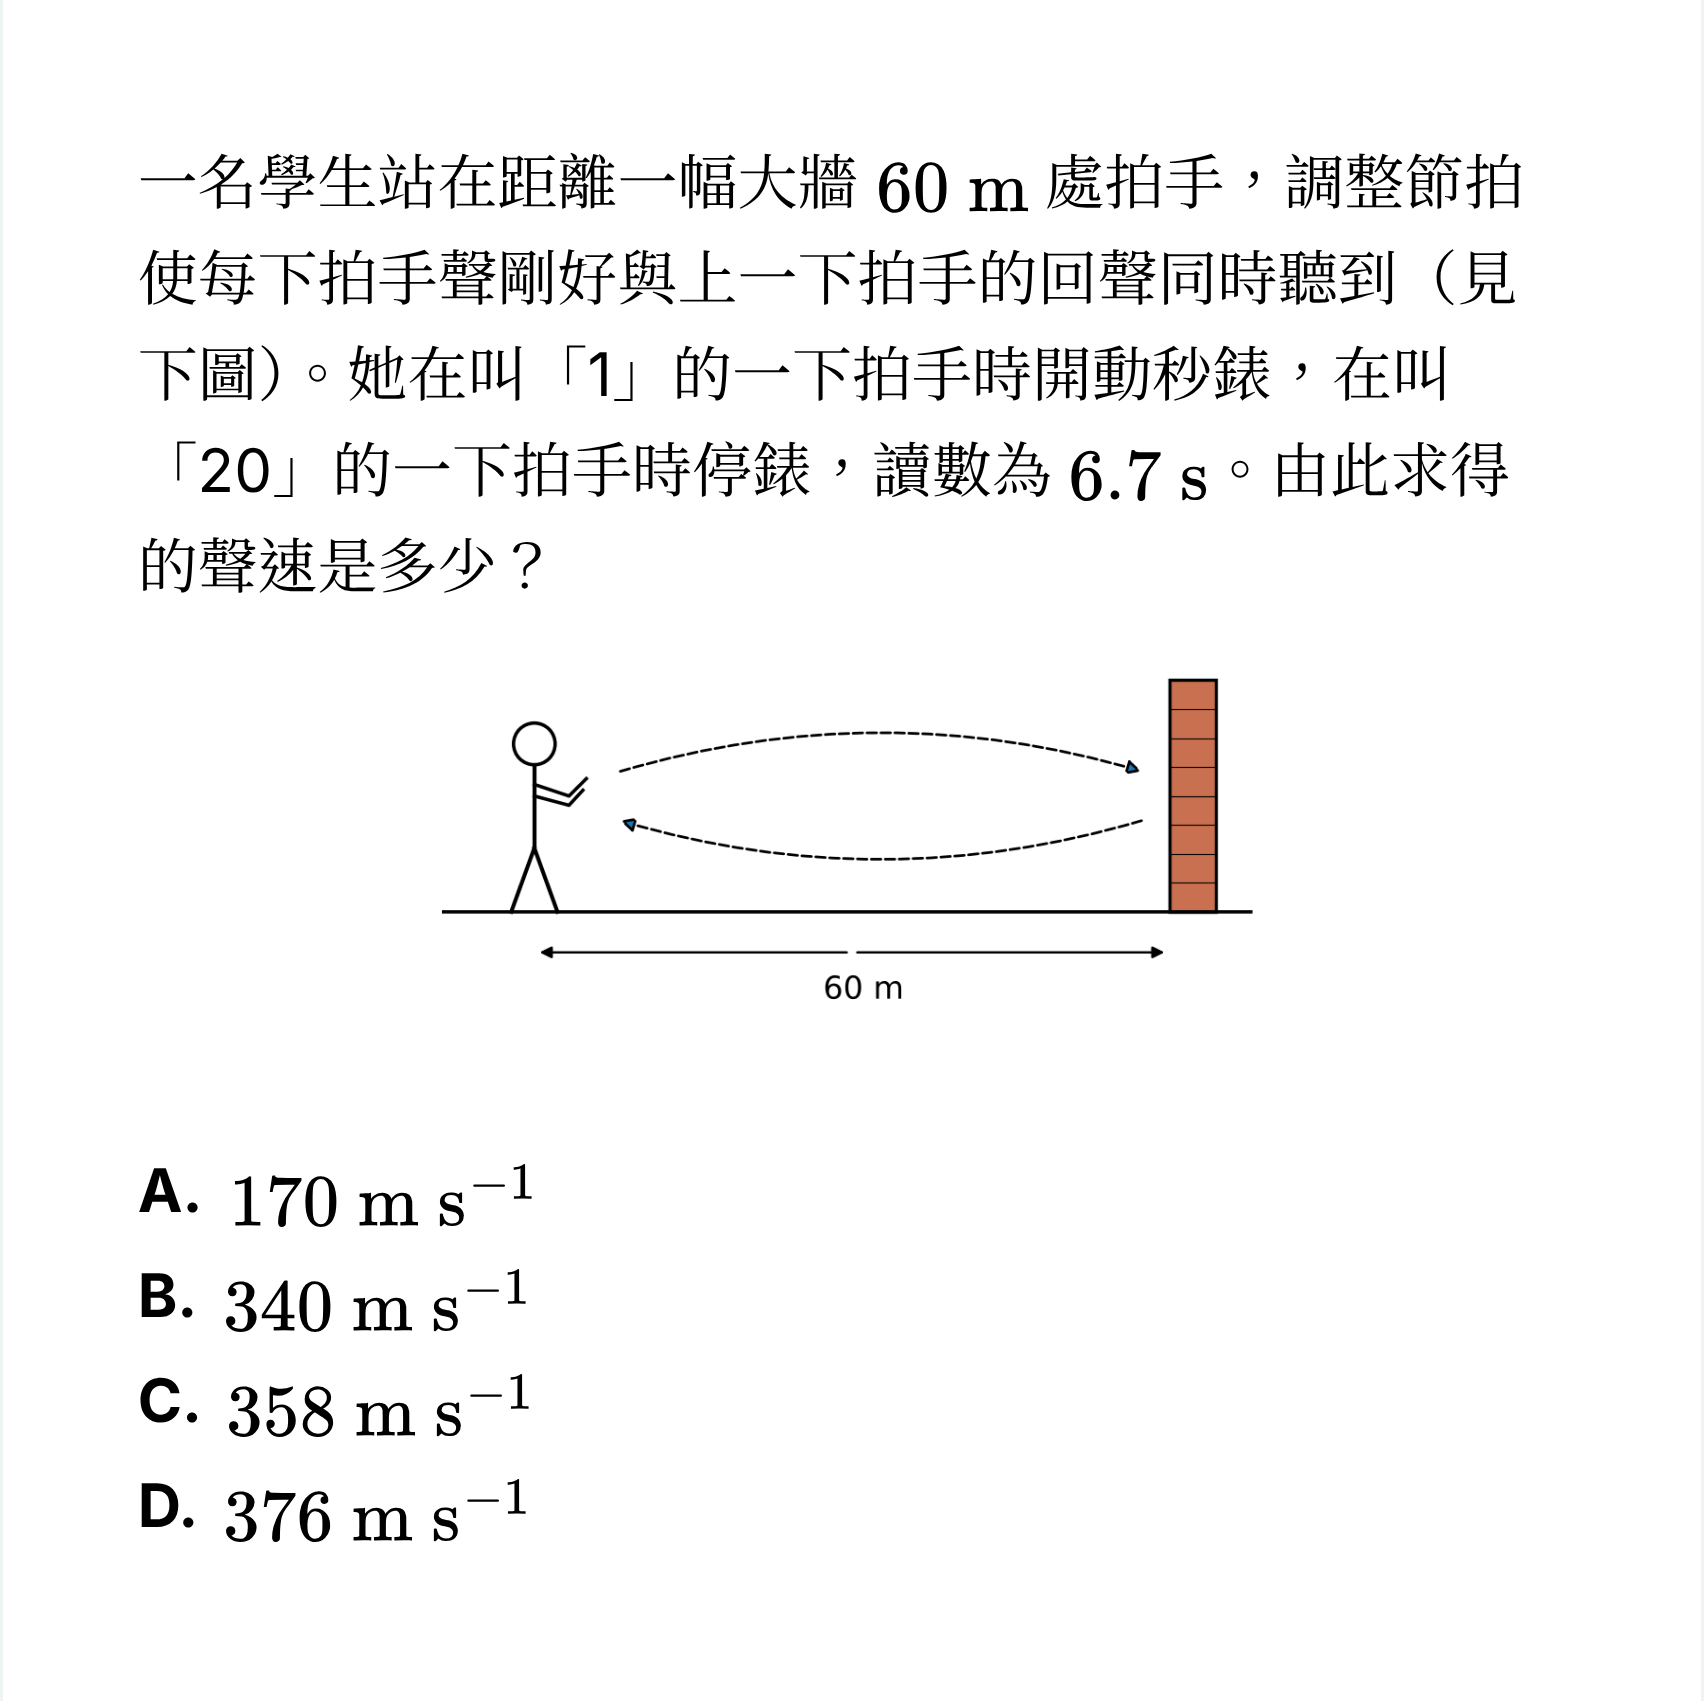 一名學生站在距離一幅大牆 60 m 處拍手，調整節拍
使每下拍手聲剛好與上一下拍手的回聲同時聽到（見
下圖）。她在叫「1」的一下拍手時開動秒錶，在叫
「20」的一下拍手時停錶，讀數為 6.7 s。由此求得
的聲速是多少？
60 m
A. 170 m s⁻¹
B. 340 m s⁻¹
C. 358 m s⁻¹
D. 376 m s⁻¹